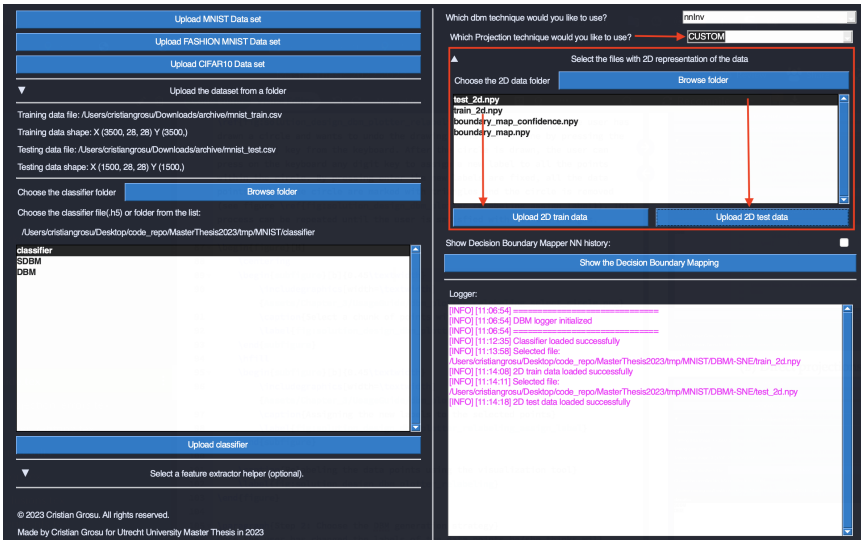 Upload MNIST Data set
Upload FASHION MNIST Data set
Upload CIFAR10 Data set
Upload the dataset from a folder
Training data file: /Users/cristiangrosu/Downloads/archive/mnist_train.csv
Training data shape: X (3500, 28, 28) Y (3500,)
Testing data file: /Users/cristiangrosu/Downloads/archive/mnist_test.csv
Testing data shape: X (1500, 28, 28) Y (1500,)
Choose the classifier folder
Browse folder
Choose the classifier file(.h5) or folder from the list:
/Users/cristiangrosu/Desktop/code_repo/MasterThesis2023/tmp/MNIST/classifier
classifier
SDBM
DBM
Upload classifier
Select a feature extractor helper (optional).
© 2023 Cristian Grosu. All rights reserved.
Made by Cristian Grosu for Utrecht University Master Thesis in 2023
Which dbm technique would you like to use?
nnInv
Which Projection technique would you like to use?
CUSTOM
Select the files with 2D representation of the data
Choose the 2D data folder
Browse folder
test_2d.npy
train_2d.npy
boundary_map_confidence.npy
boundary_map.npy
Upload 2D train data
Upload 2D test data
Show Decision Boundary Mapper NN history:
Show the Decision Boundary Mapping
Logger:
[INFO] [11:06:54] ==============================
[INFO] [11:06:54] DBM logger initialized
[INFO] [11:06:54] ==============================
[INFO] [11:12:35] Classifier loaded successfully
[INFO] [11:13:58] Selected file:
/Users/cristiangrosu/Desktop/code_repo/MasterThesis2023/tmp/MNIST/DBM/t-SNE/train_2d.npy
[INFO] [11:14:08] 2D train data loaded successfully
[INFO] [11:14:11] Selected file:
/Users/cristiangrosu/Desktop/code_repo/MasterThesis2023/tmp/MNIST/DBM/t-SNE/test_2d.npy
[INFO] [11:14:18] 2D test data loaded successfully